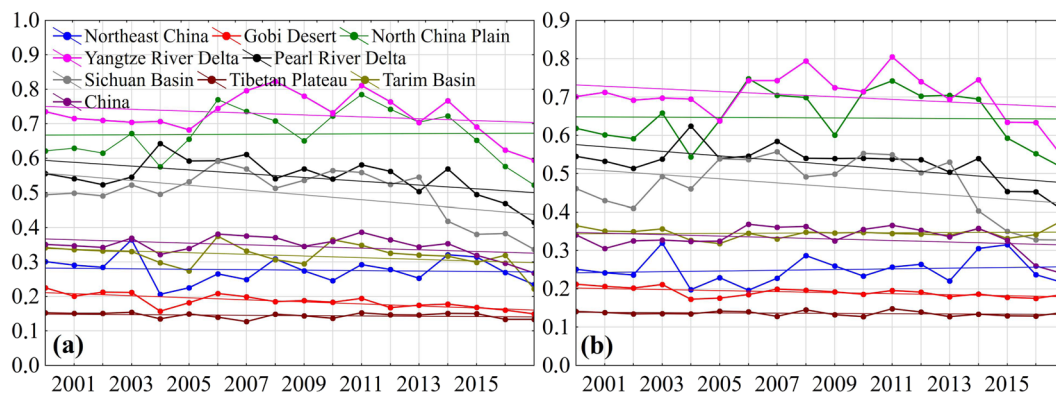 1.0
0.9
0.8
0.7
0.6
0.5
0.4
0.3
0.2
0.1
0.0
Northeast China Gobi Desert North China Plain
Yangtze River Delta Pearl River Delta
Sichuan Basin Tibetan Plateau Tarim Basin
China
(a)
2001 2003 2005 2007 2009 2011 2013 2015
0.9
0.8
0.7
0.6
0.5
0.4
0.3
0.2
0.1
0.0
(b)
2001 2003 2005 2007 2009 2011 2013 2015